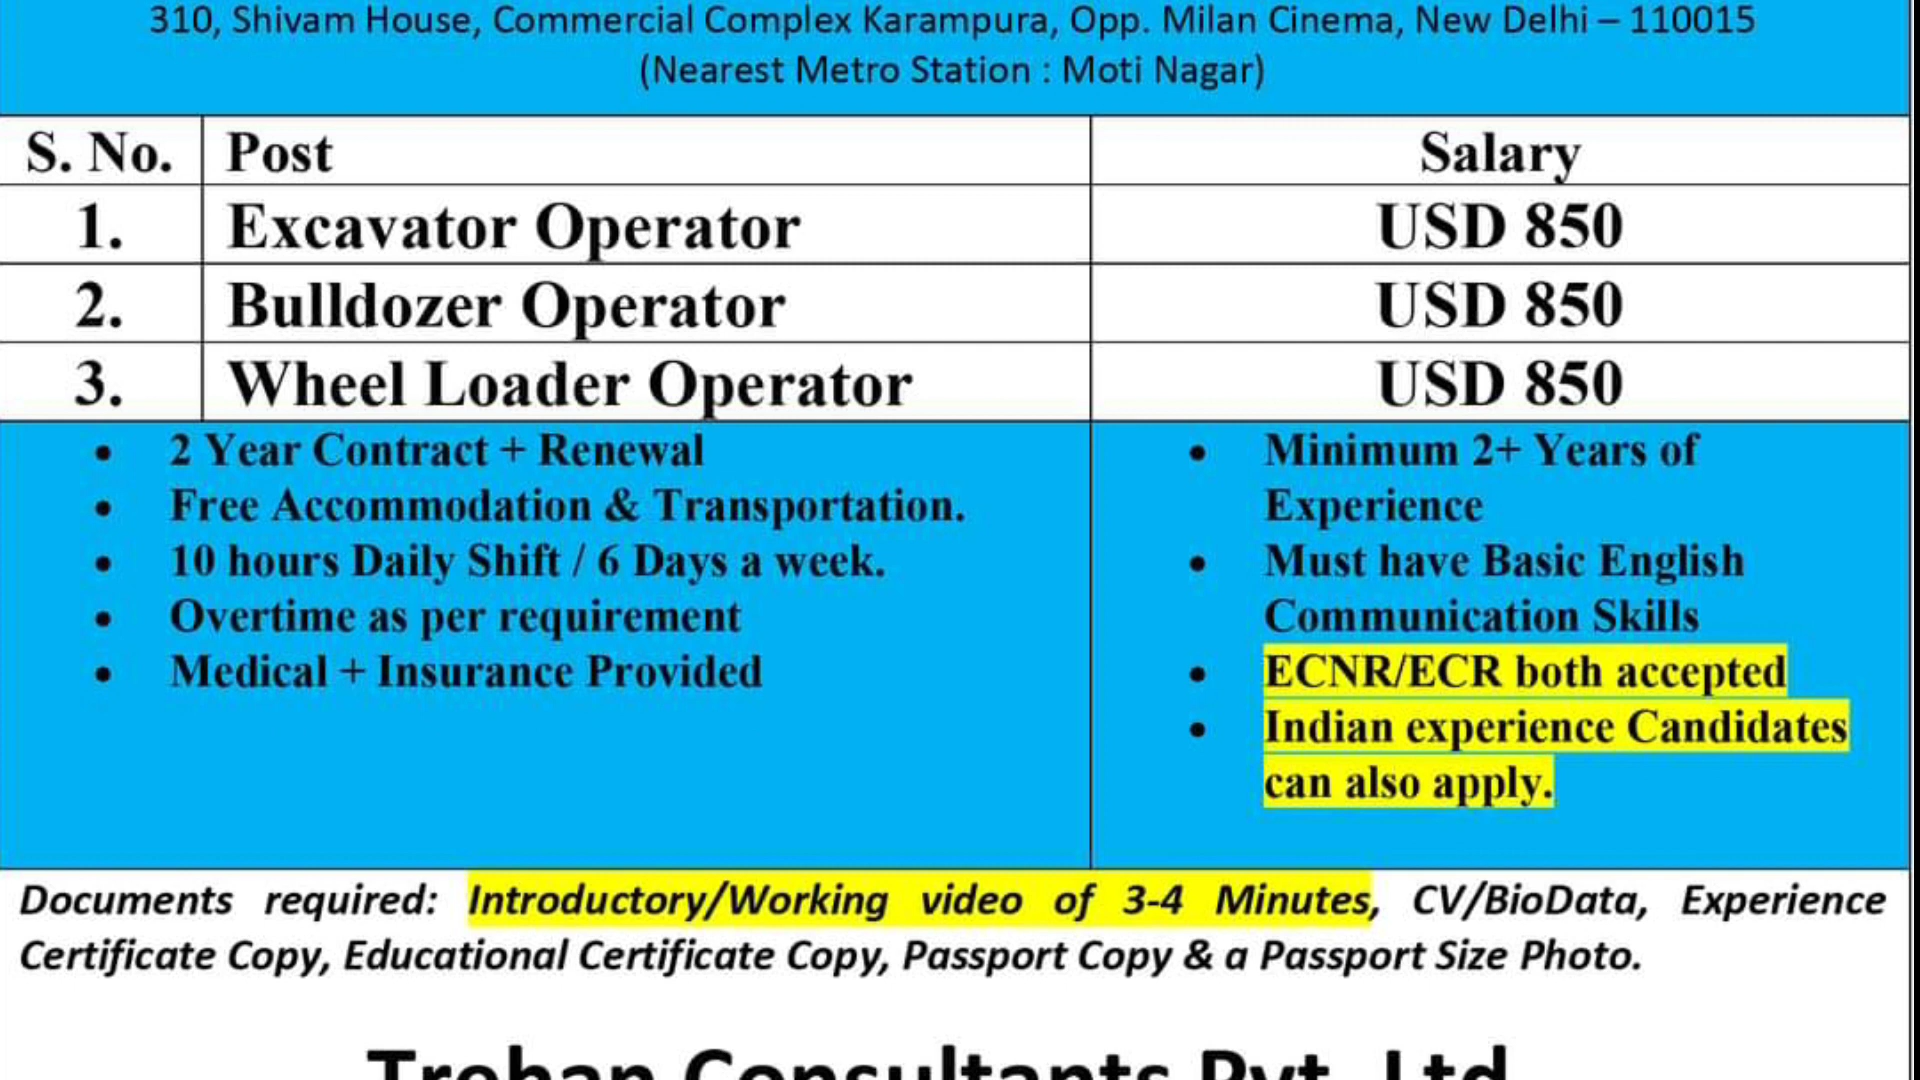 310, Shivam House, Commercial Complex Karampura, Opp. Milan Cinema, New Delhi – 110015
(Nearest Metro Station : Moti Nagar)
S. No. Post Salary
1. Excavator Operator USD 850
2. Bulldozer Operator USD 850
3. Wheel Loader Operator USD 850
• 2 Year Contract + Renewal
• Free Accommodation & Transportation.
• 10 hours Daily Shift / 6 Days a week.
• Overtime as per requirement
• Medical + Insurance Provided
• Minimum 2+ Years of
Experience
• Must have Basic English
Communication Skills
• ECNR/ECR both accepted
• Indian experience Candidates
can also apply.
Documents required: Introductory/Working video of 3-4 Minutes, CV/BioData, Experience
Certificate Copy, Educational Certificate Copy, Passport Copy & a Passport Size Photo.
Trehan Consultants Pvt. Ltd